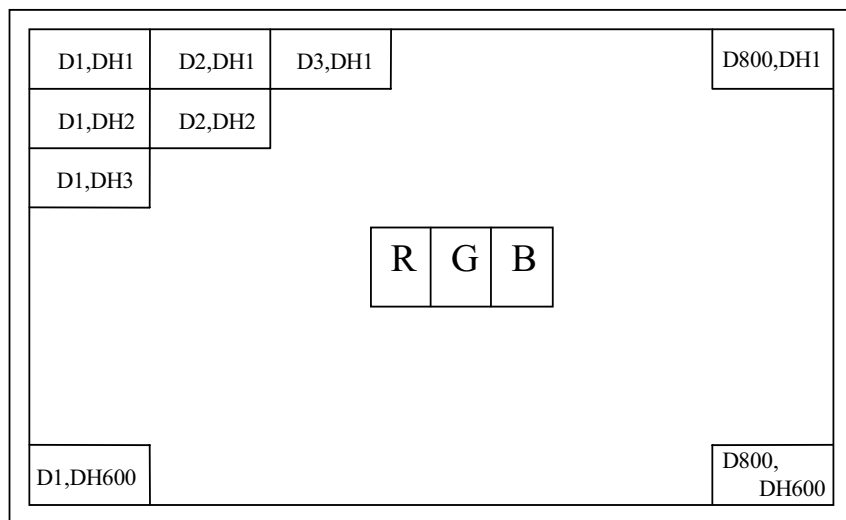 D1,DH1 D2,DH1 D3,DH1 D800,DH1
D1,DH2 D2,DH2
D1,DH3
R G B
D1,DH600 D800,
DH600